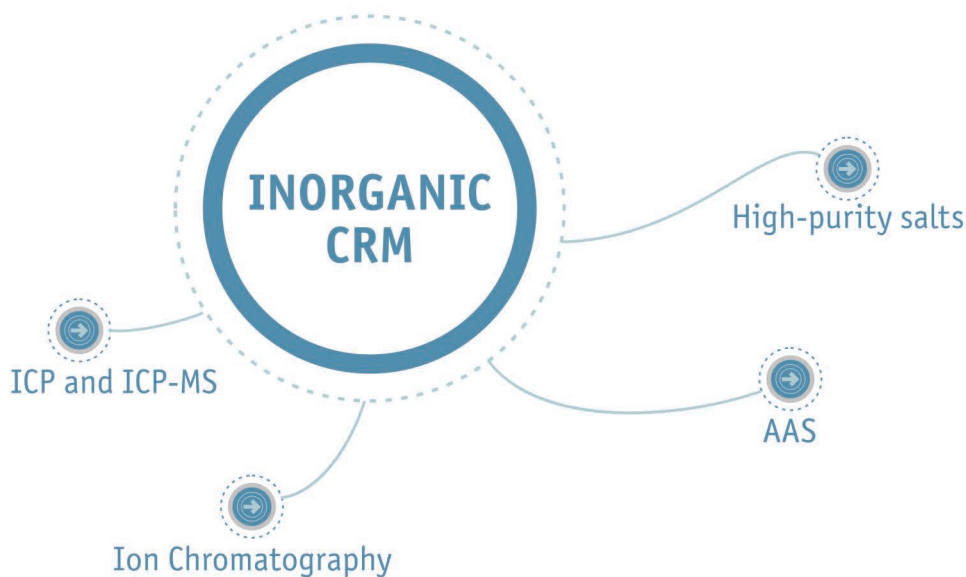 INORGANIC
CRM
High-purity salts
ICP and ICP-MS
AAS
Ion Chromatography